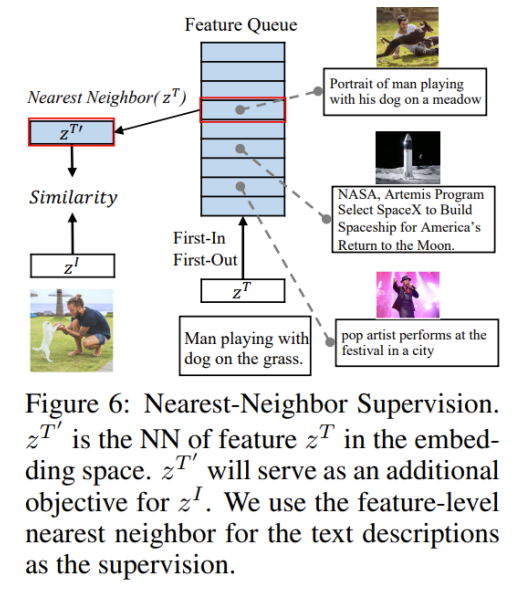 Feature Queue
Nearest Neighbor(z^T)
z^T′
Similarity
z^I
First-In
First-Out
z^T
Man playing with
dog on the grass.
Portrait of man playing
with his dog on a meadow
NASA, Artemis Program
Select SpaceX to Build
Spaceship for America's
Return to the Moon.
pop artist performs at the
festival in a city
Figure 6: Nearest-Neighbor Supervision.
z^T′ is the NN of feature z^T in the embed-
ding space. z^T′ will serve as an additional
objective for z^I. We use the feature-level
nearest neighbor for the text descriptions
as the supervision.